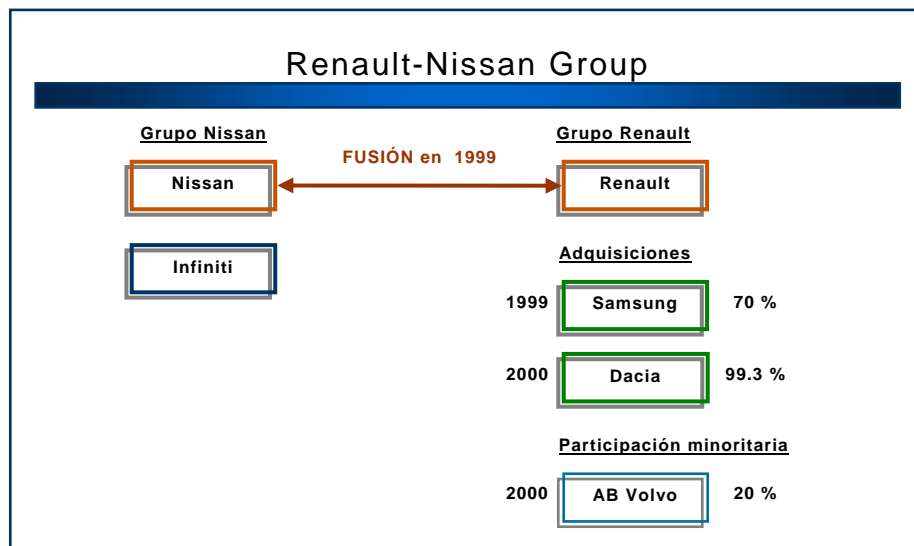 Renault-Nissan Group
Grupo Nissan
Grupo Renault
FUSIÓN en 1999
Nissan
Renault
Infiniti
Adquisiciones
1999 Samsung 70 %
2000 Dacia 99.3 %
Participación minoritaria
2000 AB Volvo 20 %